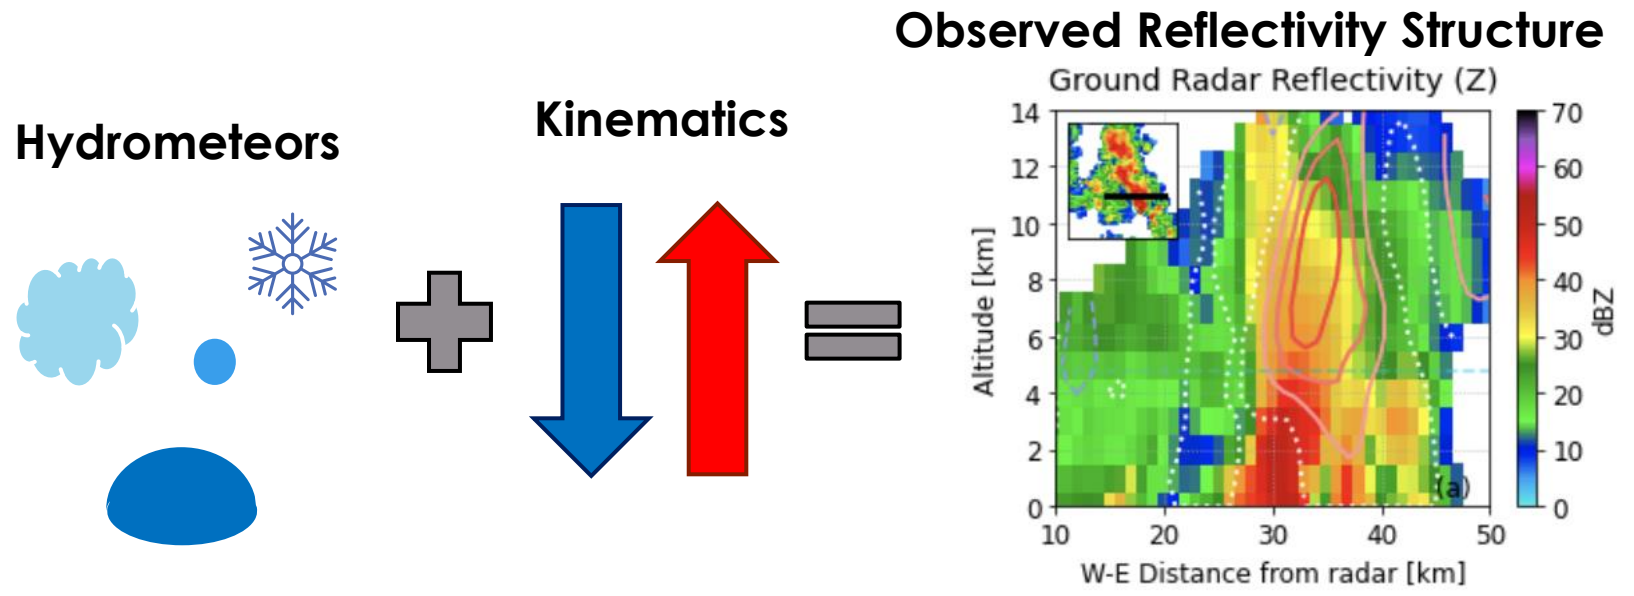 Hydrometeors
Kinematics
Observed Reflectivity Structure
Ground Radar Reflectivity (Z)
14
12
10
8
6
4
2
0
Altitude [km]
10 20 30 40 50
W-E Distance from radar [km]
(a)
70
60
50
40
30
20
10
0
dBZ